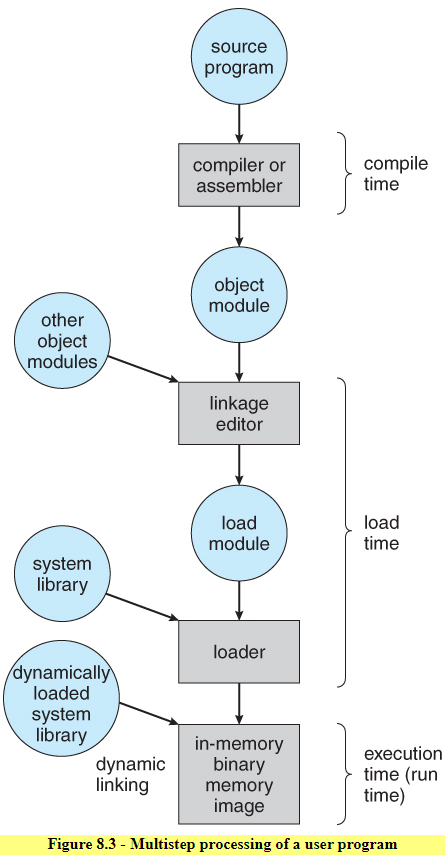 source
program
compiler or
assembler
compile
time
object
module
other
object
modules
linkage
editor
load
module
load
time
system
library
loader
dynamically
loaded
system
library
dynamic
linking
in-memory
binary
memory
image
execution
time (run
time)
Figure 8.3 - Multistep processing of a user program